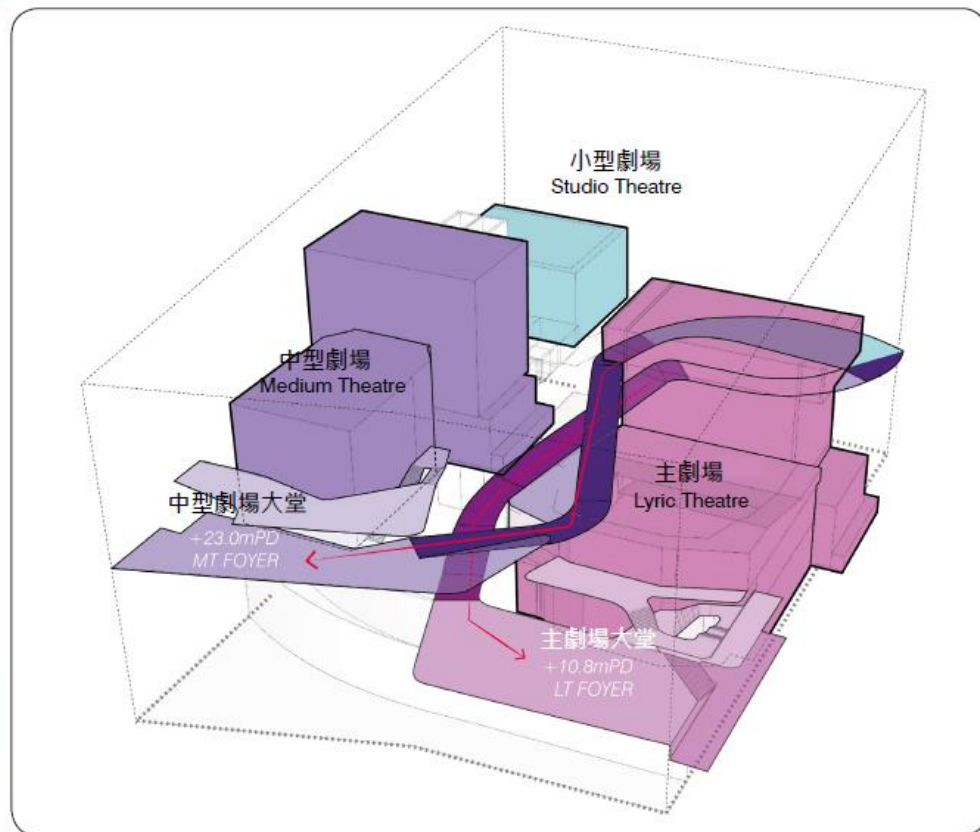 小型劇場
Studio Theatre
中型劇場
Medium Theatre
主劇場
Lyric Theatre
中型劇場大堂
+23.0mPD
MT FOYER
主劇場大堂
+10.8mPD
LT FOYER